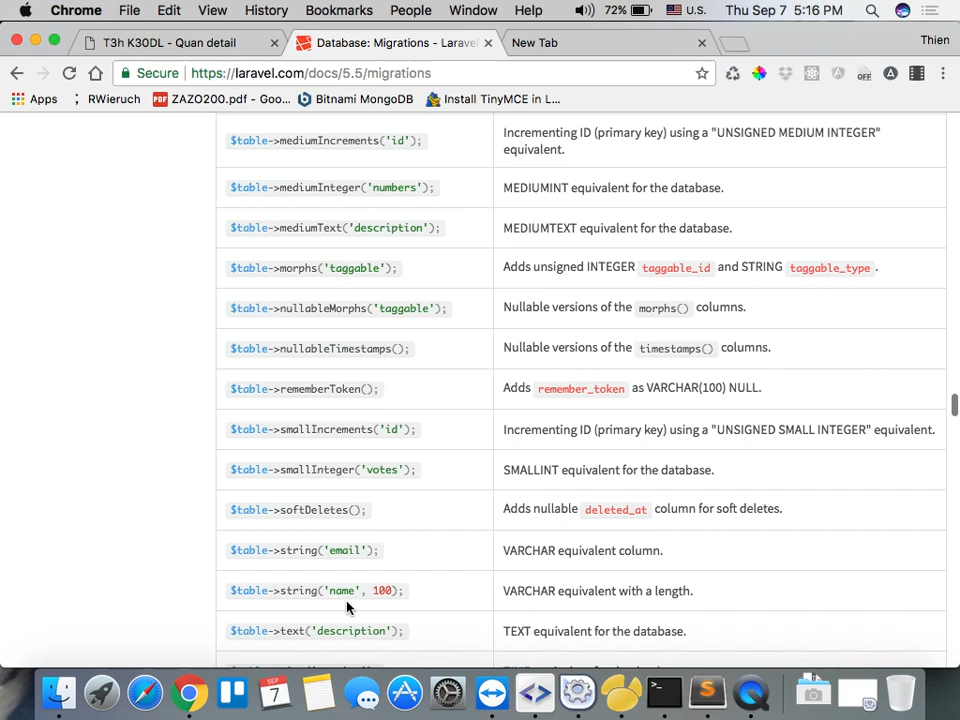 Chrome File Edit View History Bookmarks People Window Help 72% U.S. Thu Sep 7 5:16 PM
T3h K30DL - Quan detail × Database: Migrations - Larave × New Tab × Thien
Secure | https://laravel.com/docs/5.5/migrations
Apps RWieruch ZAZO200.pdf - Goo... Bitnami MongoDB Install TinyMCE in L...
$table->mediumIncrements('id'); Incrementing ID (primary key) using a "UNSIGNED MEDIUM INTEGER"
equivalent.
$table->mediumInteger('numbers'); MEDIUMINT equivalent for the database.
$table->mediumText('description'); MEDIUMTEXT equivalent for the database.
$table->morphs('taggable'); Adds unsigned INTEGER taggable_id and STRING taggable_type .
$table->nullableMorphs('taggable'); Nullable versions of the morphs() columns.
$table->nullableTimestamps(); Nullable versions of the timestamps() columns.
$table->rememberToken(); Adds remember_token as VARCHAR(100) NULL.
$table->smallIncrements('id'); Incrementing ID (primary key) using a "UNSIGNED SMALL INTEGER" equivalent.
$table->smallInteger('votes'); SMALLINT equivalent for the database.
$table->softDeletes(); Adds nullable deleted_at column for soft deletes.
$table->string('email'); VARCHAR equivalent column.
$table->string('name', 100); VARCHAR equivalent with a length.
$table->text('description'); TEXT equivalent for the database.
SEP
7